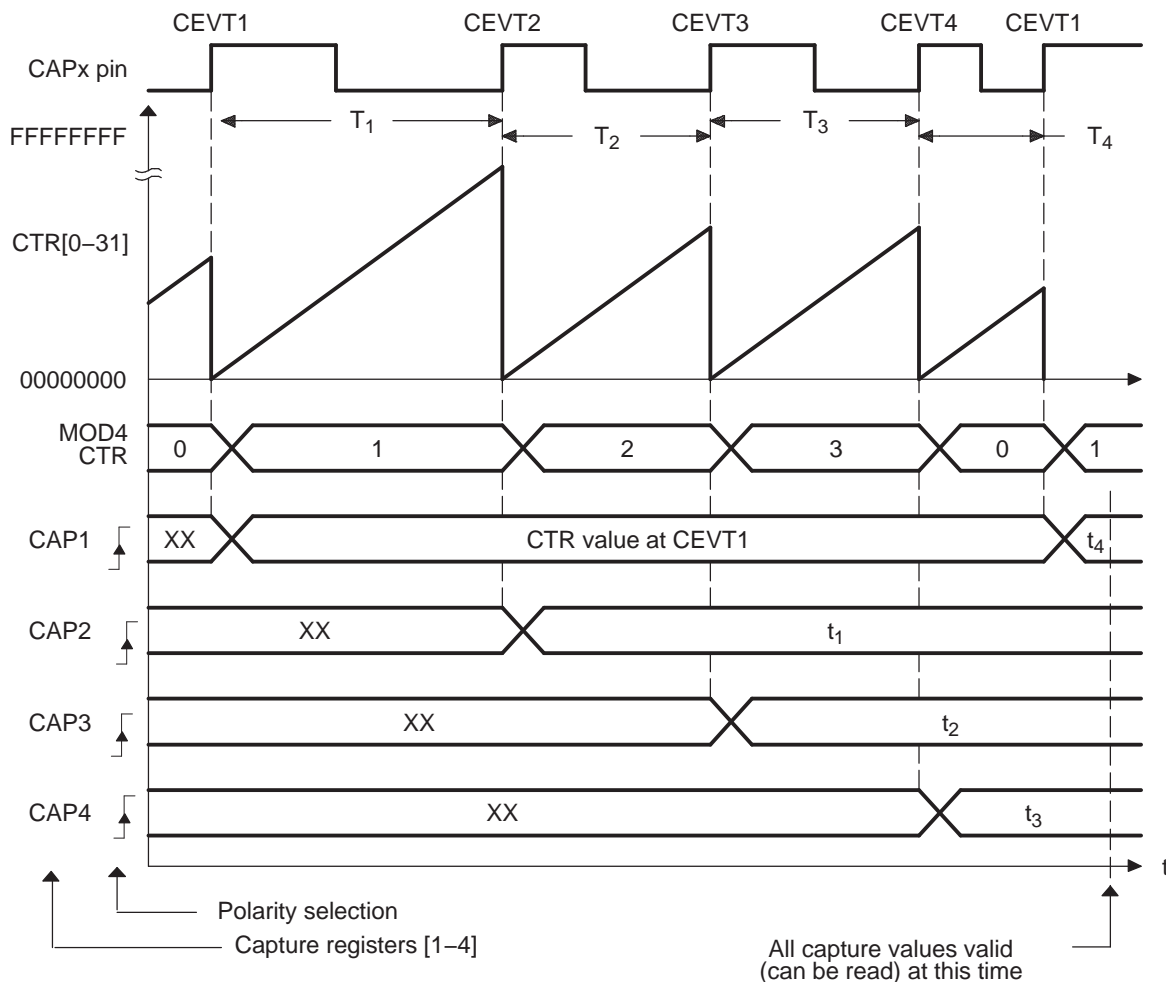 CEVT1 CEVT2 CEVT3 CEVT4 CEVT1
CAPx pin
T1 T2 T3 T4
FFFFFFFF
CTR[0−31]
00000000
MOD4
CTR
0 1 2 3 0 1
CAP1 XX CTR value at CEVT1 t4
CAP2 XX t1
CAP3 XX t2
CAP4 XX t3
t
Polarity selection
Capture registers [1−4]
All capture values valid
(can be read) at this time